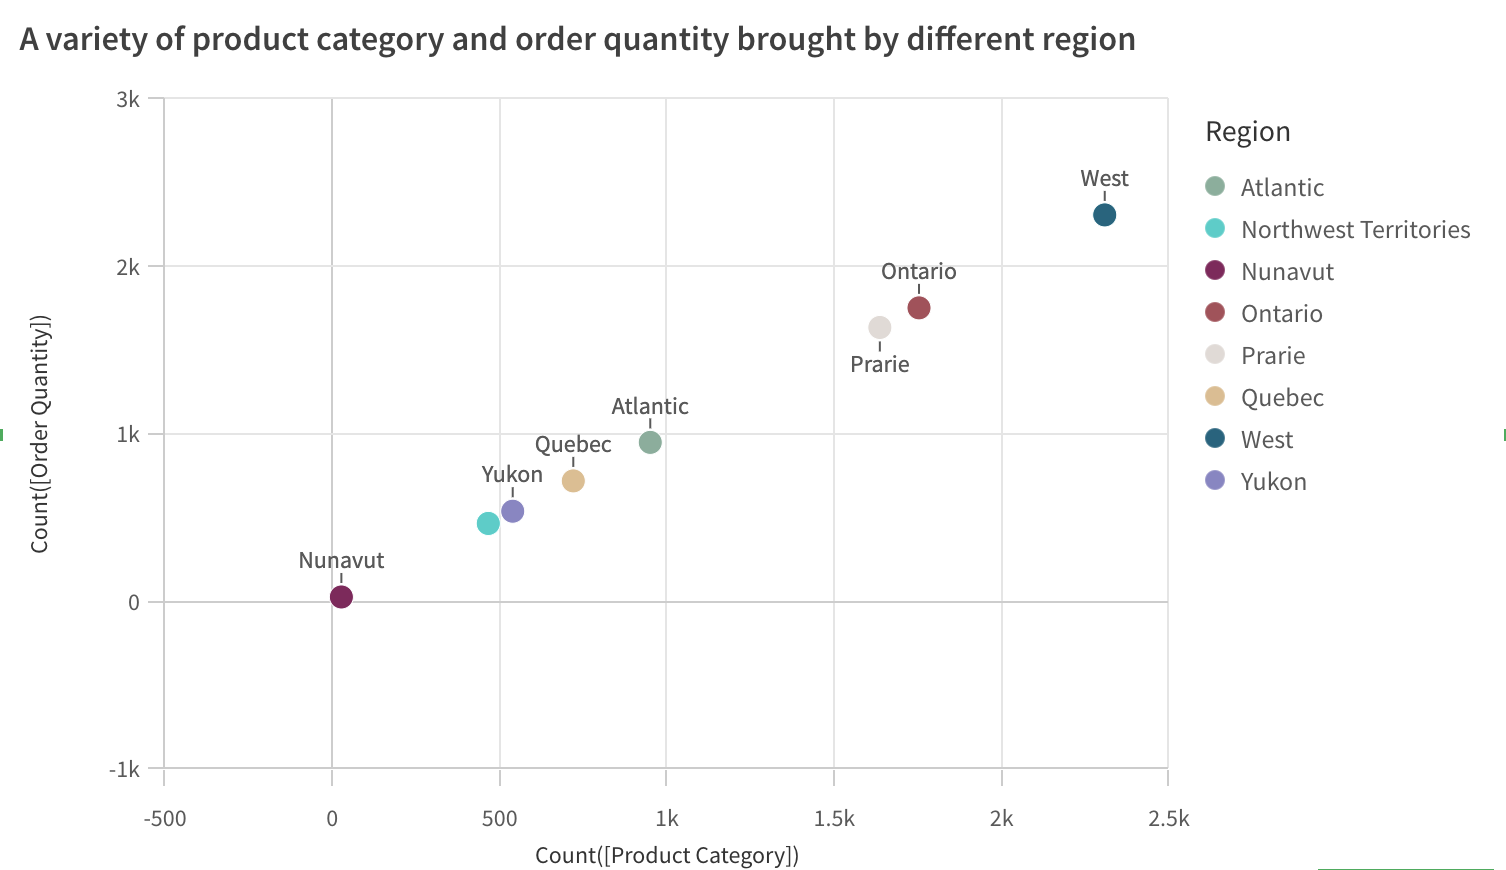 A variety of product category and order quantity brought by different region
3k
2k
1k
0
-1k
Count([Order Quantity])
West
Ontario
Prarie
Atlantic
Quebec
Yukon
Nunavut
-500
0
500
1k
1.5k
2k
2.5k
Count([Product Category])
Region
Atlantic
Northwest Territories
Nunavut
Ontario
Prarie
Quebec
West
Yukon